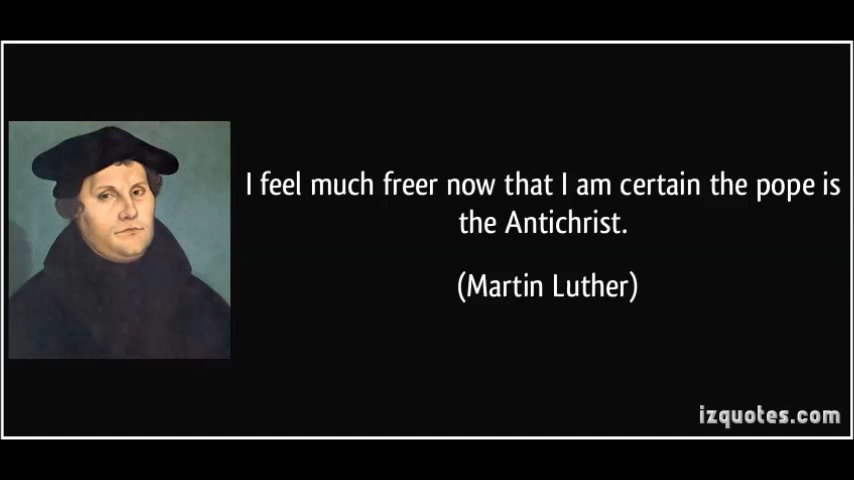 I feel much freer now that I am certain the pope is
the Antichrist.
(Martin Luther)
izquotes.com